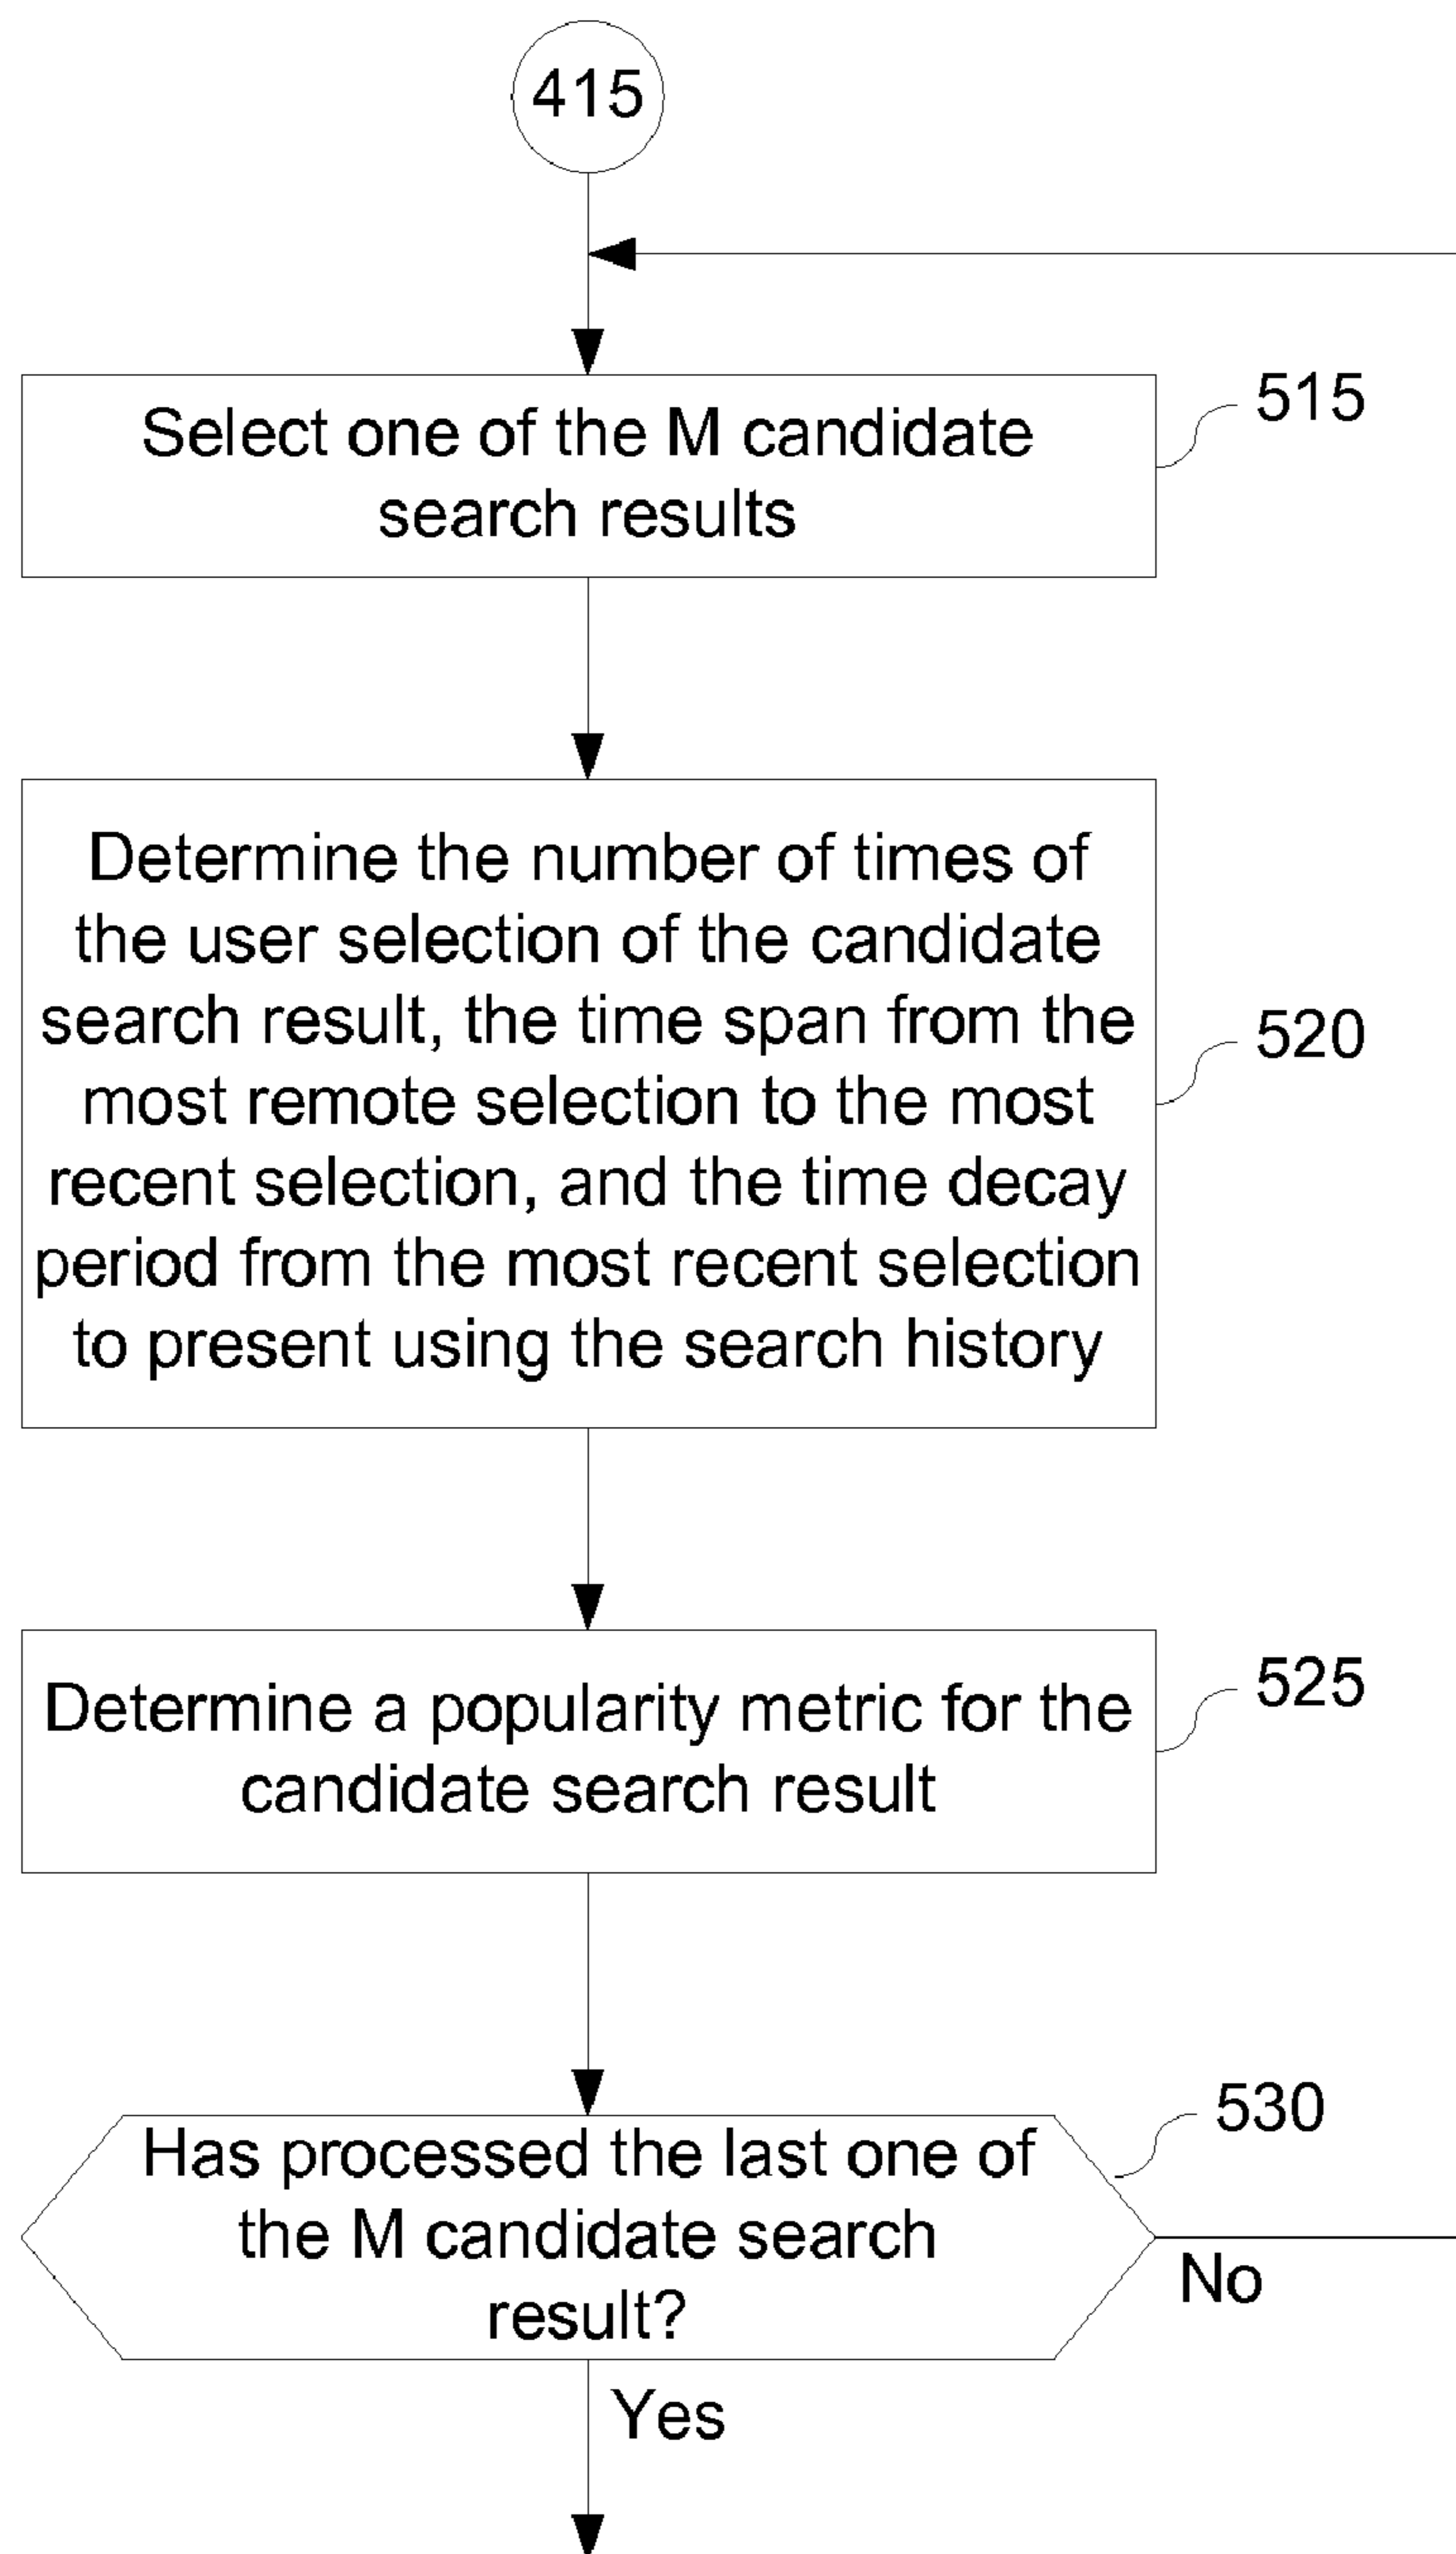 415
Select one of the M candidate
search results
515
Determine the number of times of
the user selection of the candidate
search result, the time span from the
most remote selection to the most
recent selection, and the time decay
period from the most recent selection
to present using the search history
520
Determine a popularity metric for the
candidate search result
525
Has processed the last one of
the M candidate search
result?
530
No
Yes